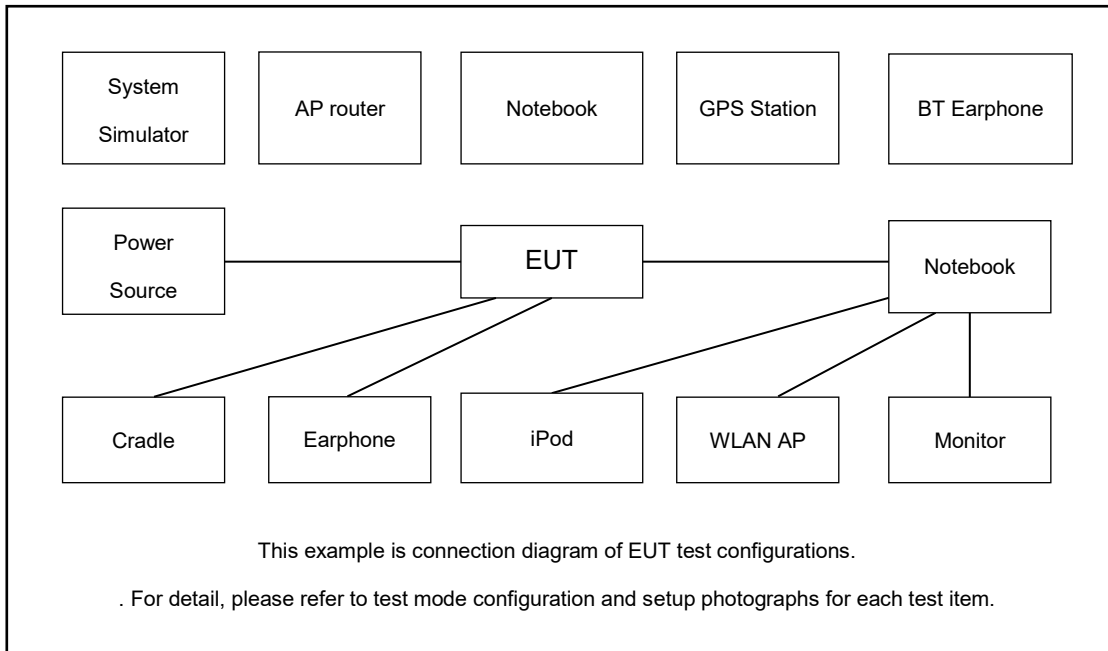 System
Simulator
AP router
Notebook
GPS Station
BT Earphone
Power
Source
EUT
Notebook
Cradle
Earphone
iPod
WLAN AP
Monitor
This example is connection diagram of EUT test configurations.
. For detail, please refer to test mode configuration and setup photographs for each test item.